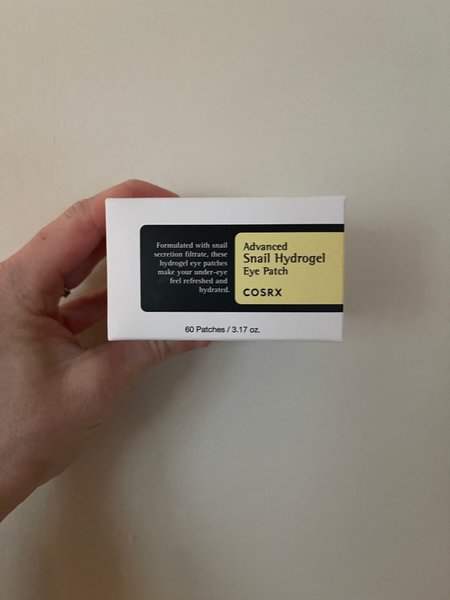 Formulated with snail
secretion filtrate, these
hydrogel eye patches
make your under-eye
feel refreshed and
hydrated.
Advanced
Snail Hydrogel
Eye Patch
COSRX
60 Patches / 3.17 oz.